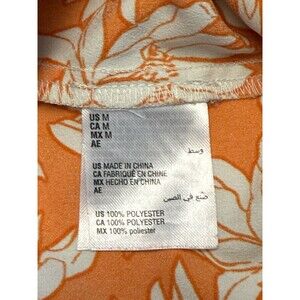 US M
CA M
MX M
AE وسط
US MADE IN CHINA
CA FABRIQUÉ EN CHINE
MX HECHO EN CHINA
AE صنع في الصين
US 100% POLYESTER
CA 100% POLYESTER
MX 100% poliester